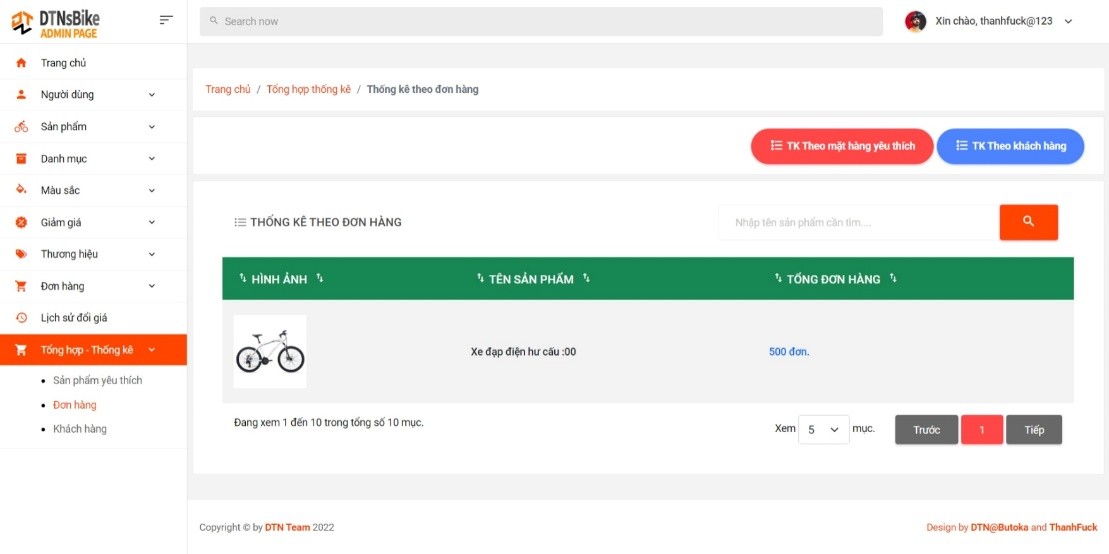 DTNsBike
ADMIN PAGE
Search now
Xin chào, thanhfuck@123
Trang chủ
Người dùng
Sản phẩm
Danh mục
Màu sắc
Giảm giá
Thương hiệu
Đơn hàng
Lịch sử đổi giá
Tổng hợp - Thống kê
Sản phẩm yêu thích
Đơn hàng
Khách hàng
Trang chủ / Tổng hợp thống kê / Thống kê theo đơn hàng
TK Theo mặt hàng yêu thích
TK Theo khách hàng
THỐNG KÊ THEO ĐƠN HÀNG
Nhập tên sản phẩm cần tìm....
HÌNH ẢNH
TÊN SẢN PHẨM
TỔNG ĐƠN HÀNG
Xe đạp điện hư cấu :00
500 đơn.
Đang xem 1 đến 10 trong tổng số 10 mục.
Xem 5 mục.
Trước
1
Tiếp
Copyright © by DTN Team 2022
Design by DTN@Butoka and ThanhFuck